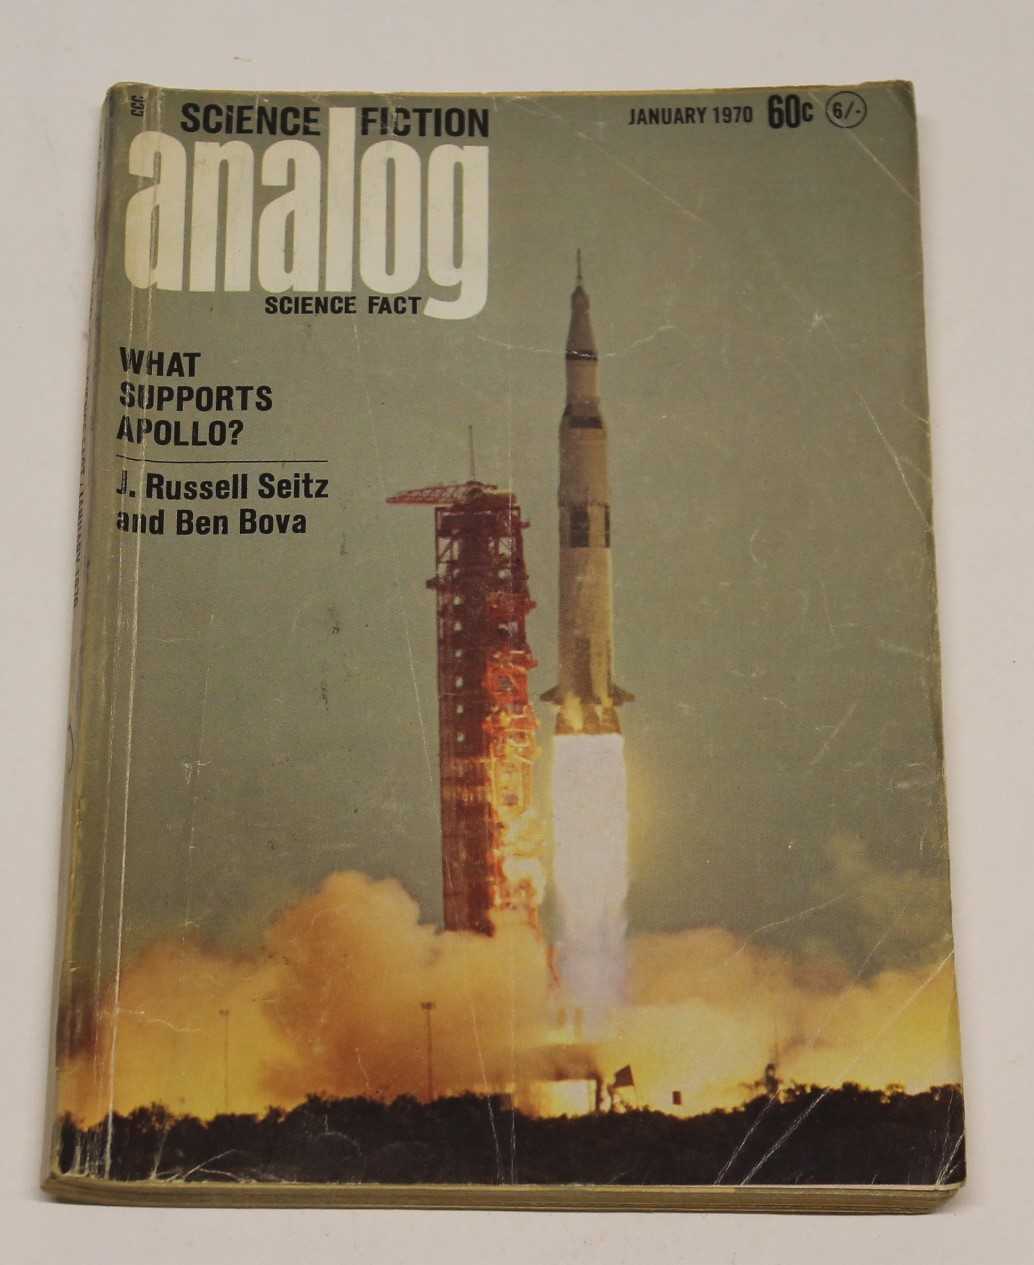 SCIENCE FICTION
JANUARY 1970 60c 6/-
analog
SCIENCE FACT
WHAT
SUPPORTS
APOLLO?
J. Russell Seitz
and Ben Bova